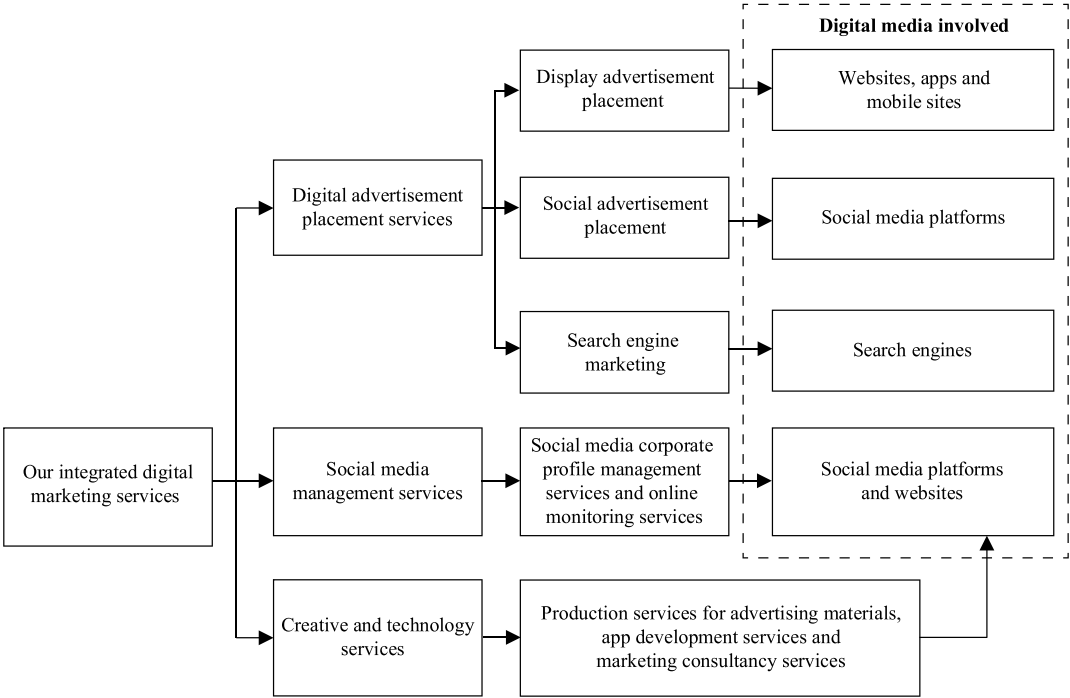 Digital media involved
Display advertisement
placement
Websites, apps and
mobile sites
Digital advertisement
placement services
Social advertisement
placement
Social media platforms
Search engine
marketing
Search engines
Our integrated digital
marketing services
Social media
management services
Social media corporate
profile management
services and online
monitoring services
Social media platforms
and websites
Creative and technology
services
Production services for advertising materials,
app development services and
marketing consultancy services